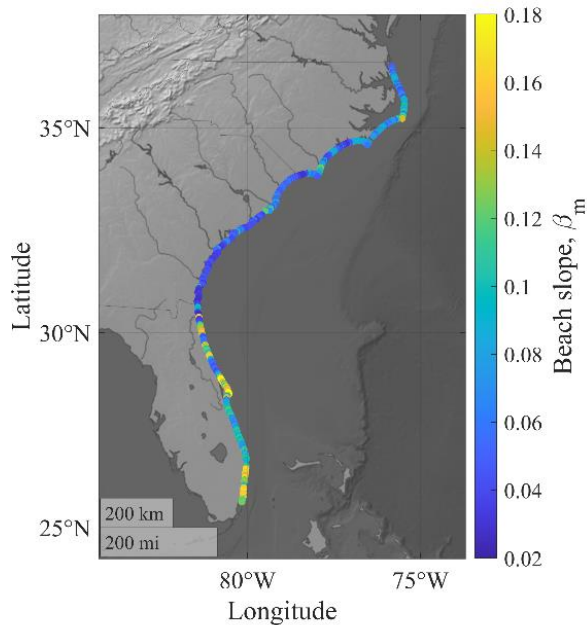 0.18
0.16
35°N
0.14
0.12
Latitude
Beach slope, β_m
0.1
30°N
0.08
0.06
200 km
25°N
0.04
200 mi
0.02
80°W
75°W
Longitude